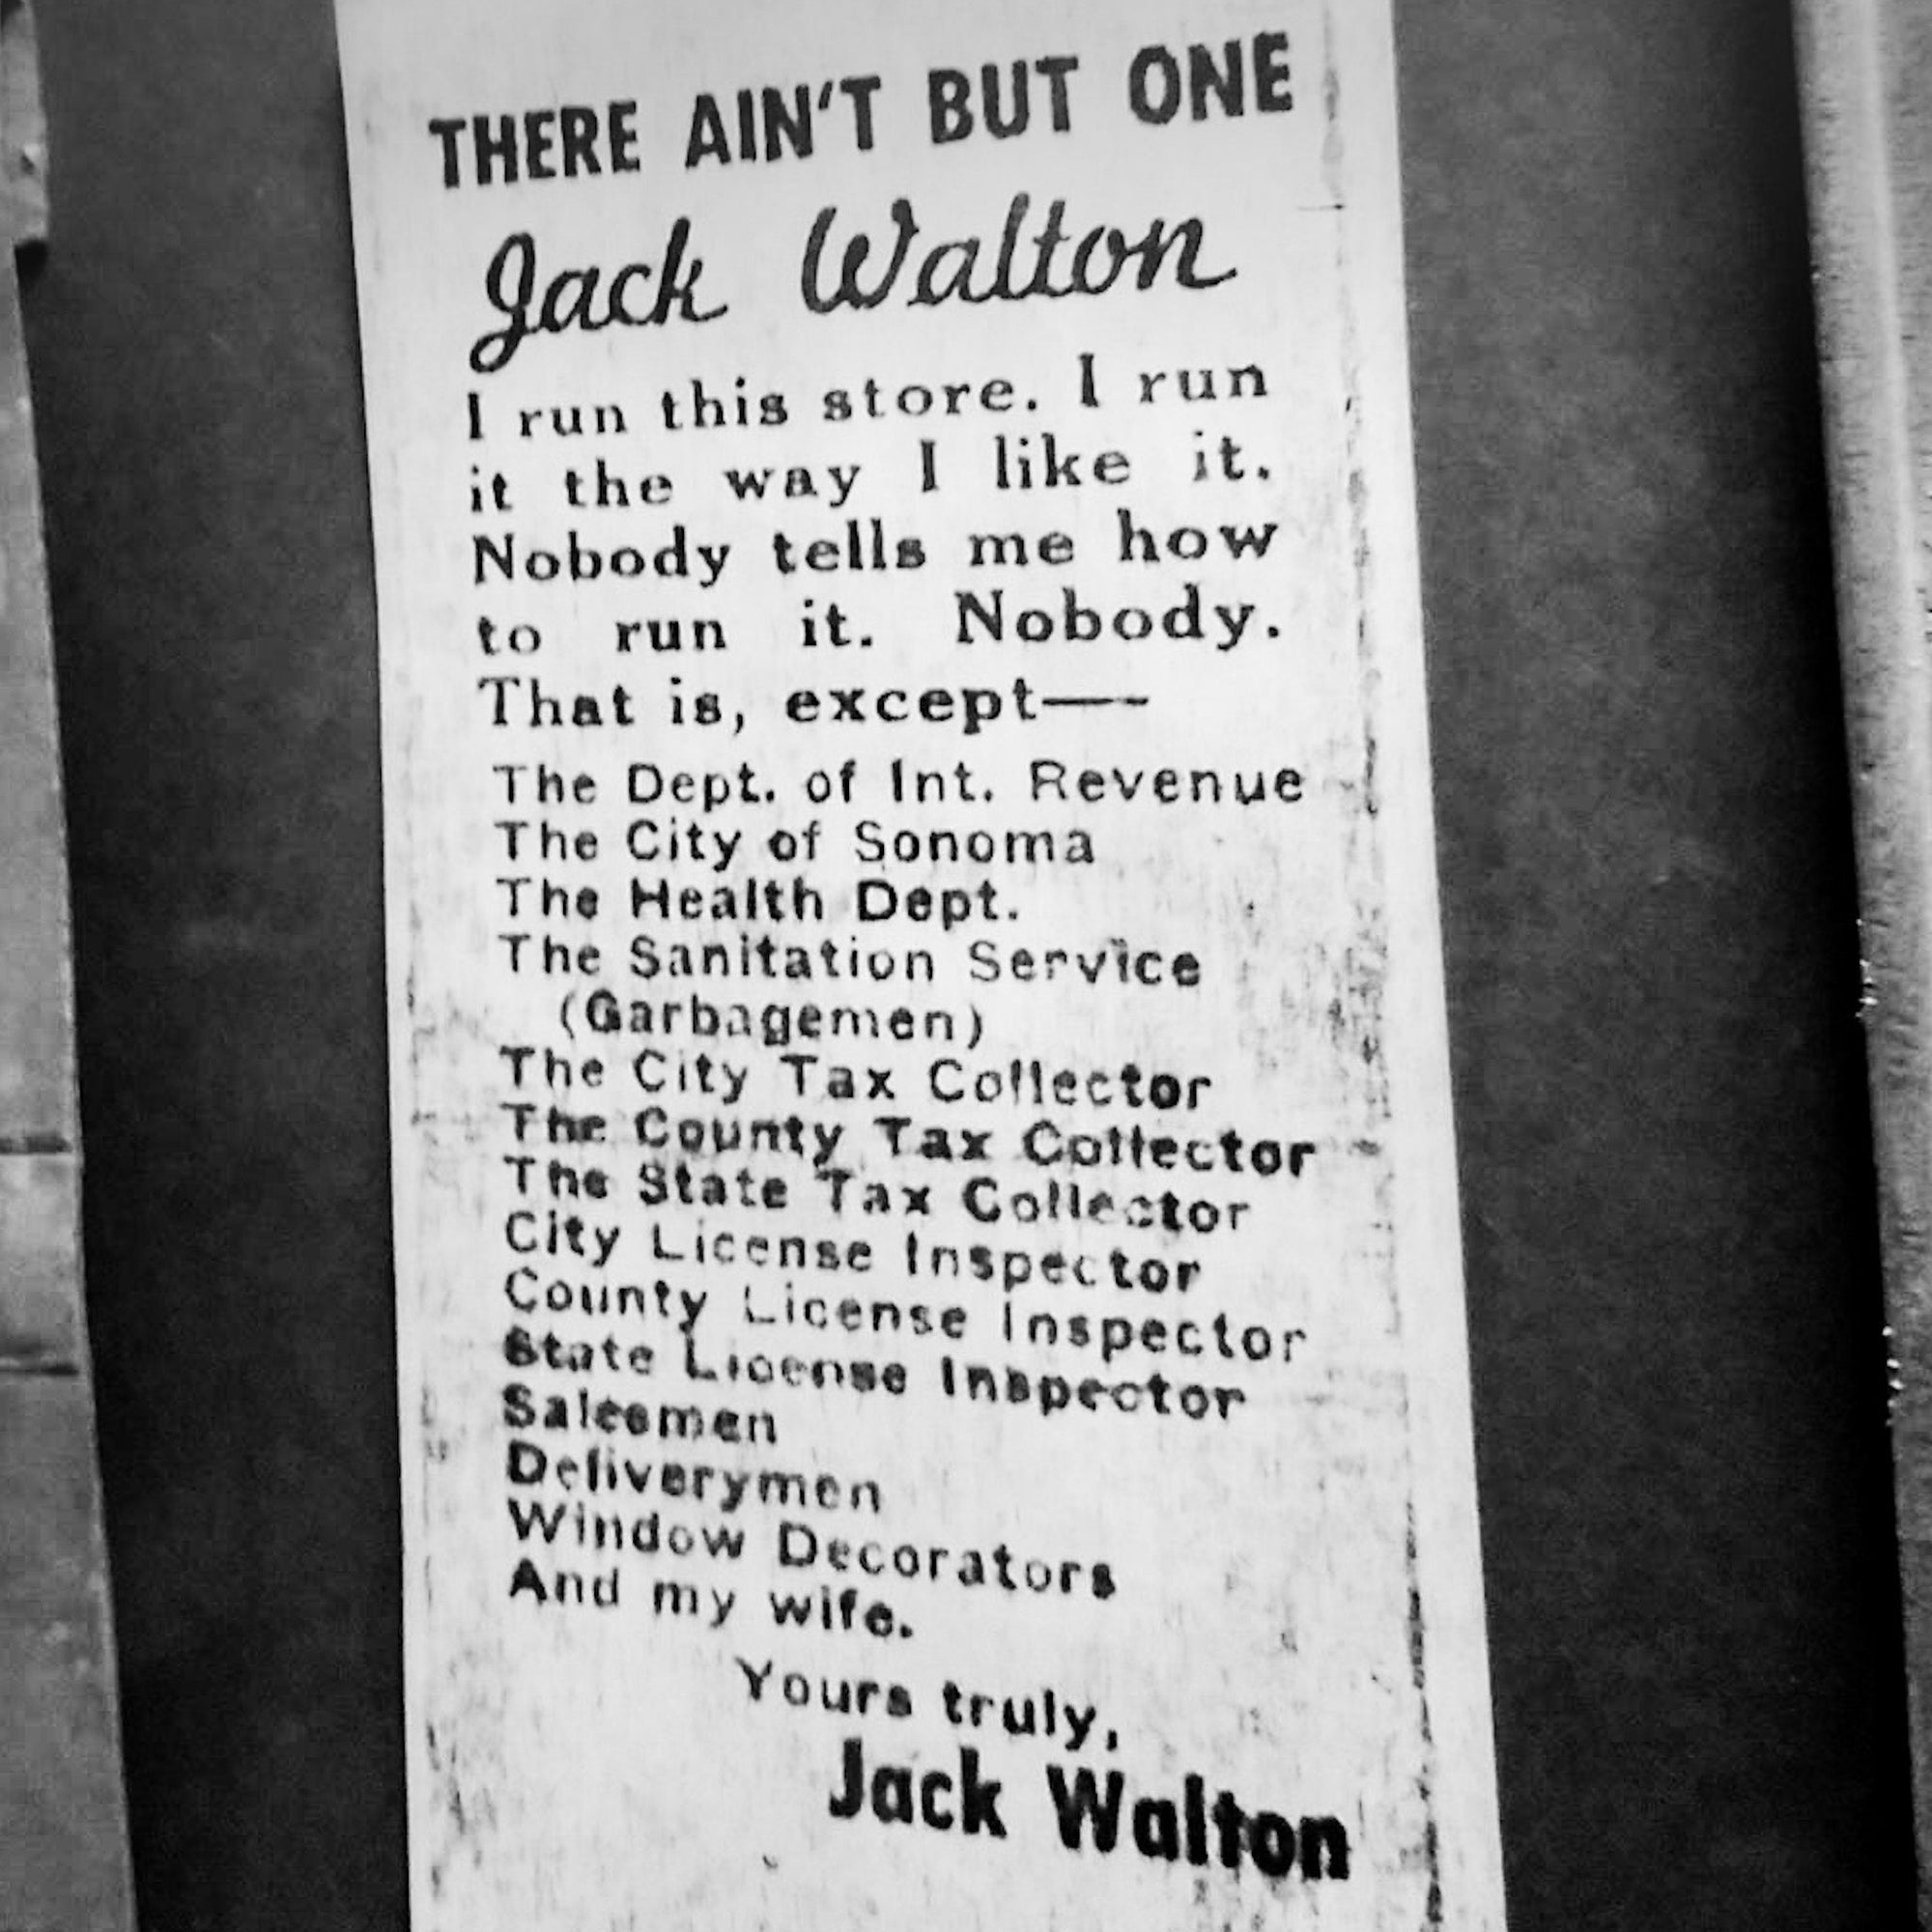 THERE AIN'T BUT ONE
Jack Walton
I run this store. I run
it the way I like it.
Nobody tells me how
to run it. Nobody.
That is, except—-
The Dept. of Int. Revenue
The City of Sonoma
The Health Dept.
The Sanitation Service
(Garbagemen)
The City Tax Collector
The County Tax Collector
The State Tax Collector
City License Inspector
County License Inspector
State License Inspector
Salesmen
Deliverymen
Window Decorators
And my wife.
Yours truly,
Jack Walton